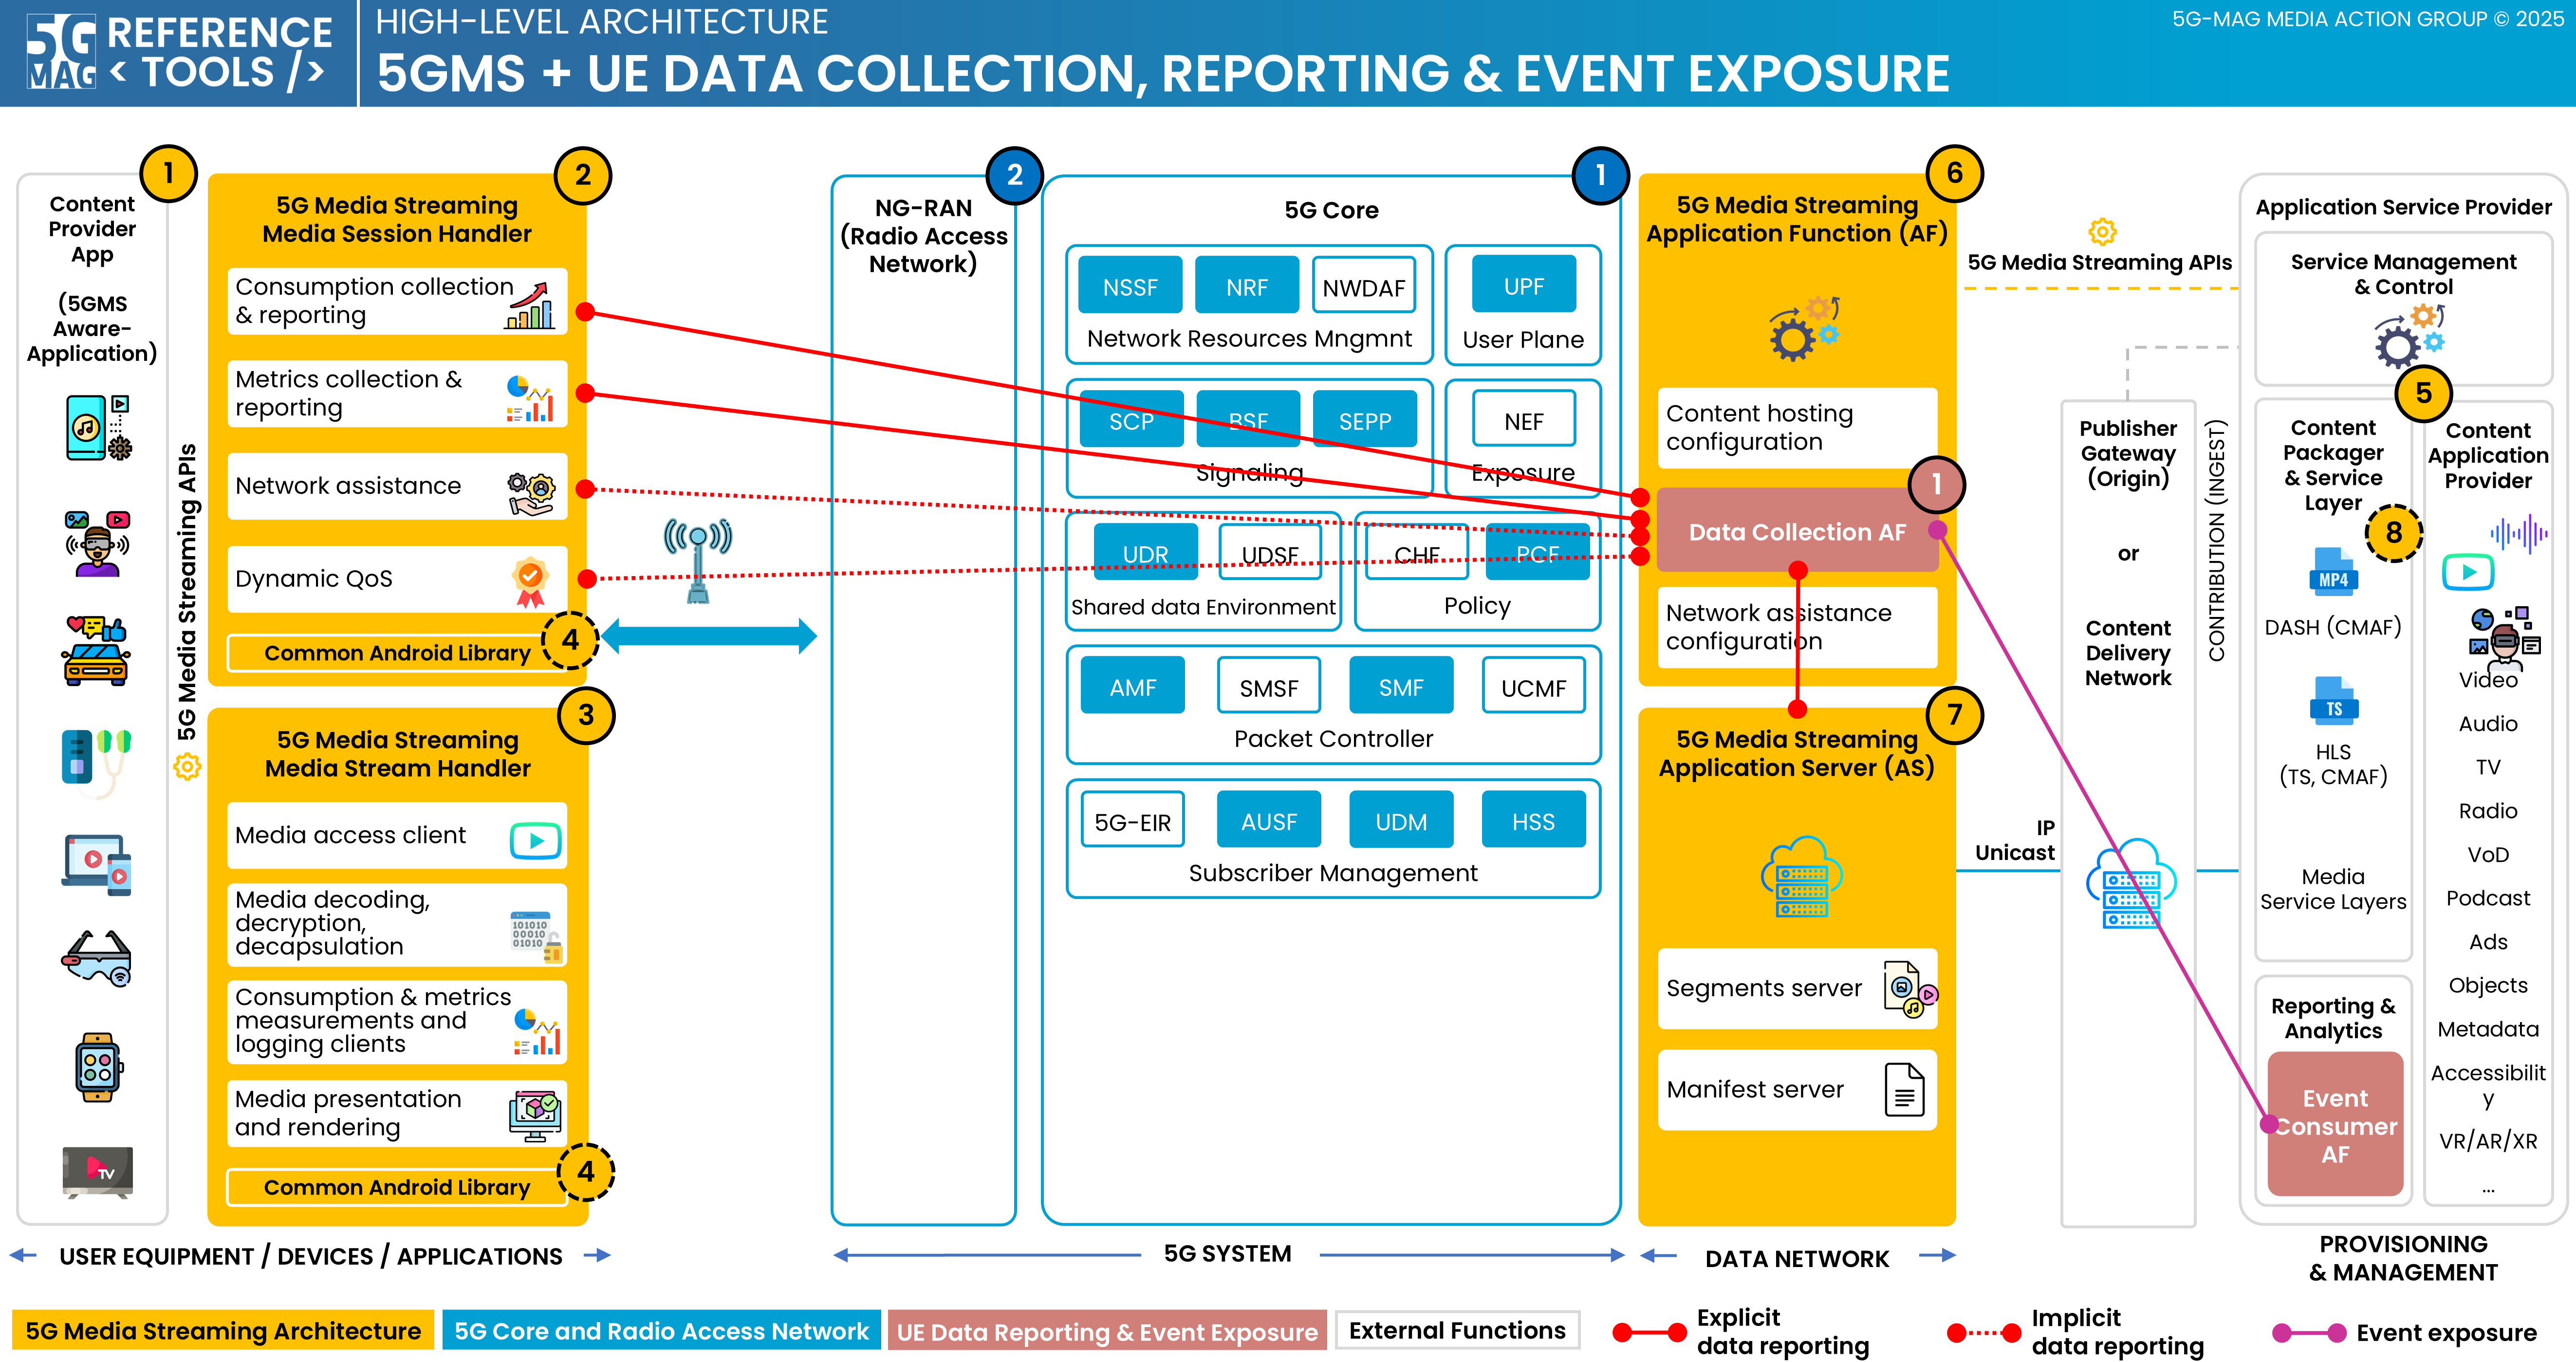 5G
MAG
REFERENCE
< TOOLS />
HIGH-LEVEL ARCHITECTURE
5GMS + UE DATA COLLECTION, REPORTING & EVENT EXPOSURE
5G-MAG MEDIA ACTION GROUP © 2025
1
Content
Provider
App
(5GMS
Aware-
Application)
TV
5G Media Streaming APIs
2
5G Media Streaming
Media Session Handler
Consumption collection
& reporting
Metrics collection &
reporting
Network assistance
Dynamic QoS
Common Android Library
4
3
5G Media Streaming
Media Stream Handler
Media access client
Media decoding,
decryption,
decapsulation
101010
00010
01010
Consumption & metrics
measurements and
logging clients
Media presentation
and rendering
Common Android Library
4
2
NG-RAN
(Radio Access
Network)
1
5G Core
NSSF
NRF
NWDAF
Network Resources Mngmnt
UPF
User Plane
SCP
BSF
SEPP
Signaling
NEF
Exposure
UDR
UDSF
Shared data Environment
CHF
PCF
Policy
AMF
SMSF
SMF
UCMF
Packet Controller
5G-EIR
AUSF
UDM
HSS
Subscriber Management
6
5G Media Streaming
Application Function (AF)
Content hosting
configuration
1
Data Collection AF
Network assistance
configuration
7
5G Media Streaming
Application Server (AS)
Segments server
Manifest server
5G Media Streaming APIs
Publisher
Gateway
(Origin)
or
Content
Delivery
Network
CONTRIBUTION (INGEST)
IP
Unicast
Application Service Provider
Service Management
& Control
5
Content
Packager
& Service
Layer
8
MP4
DASH (CMAF)
TS
HLS
(TS, CMAF)
Media
Service Layers
Content
Application
Provider
Video
Audio
TV
Radio
VoD
Podcast
Ads
Objects
Metadata
Accessibilit
y
VR/AR/XR
...
Reporting &
Analytics
Event
Consumer
AF
USER EQUIPMENT / DEVICES / APPLICATIONS
5G SYSTEM
DATA NETWORK
PROVISIONING
& MANAGEMENT
5G Media Streaming Architecture
5G Core and Radio Access Network
UE Data Reporting & Event Exposure
External Functions
Explicit
data reporting
Implicit
data reporting
Event exposure